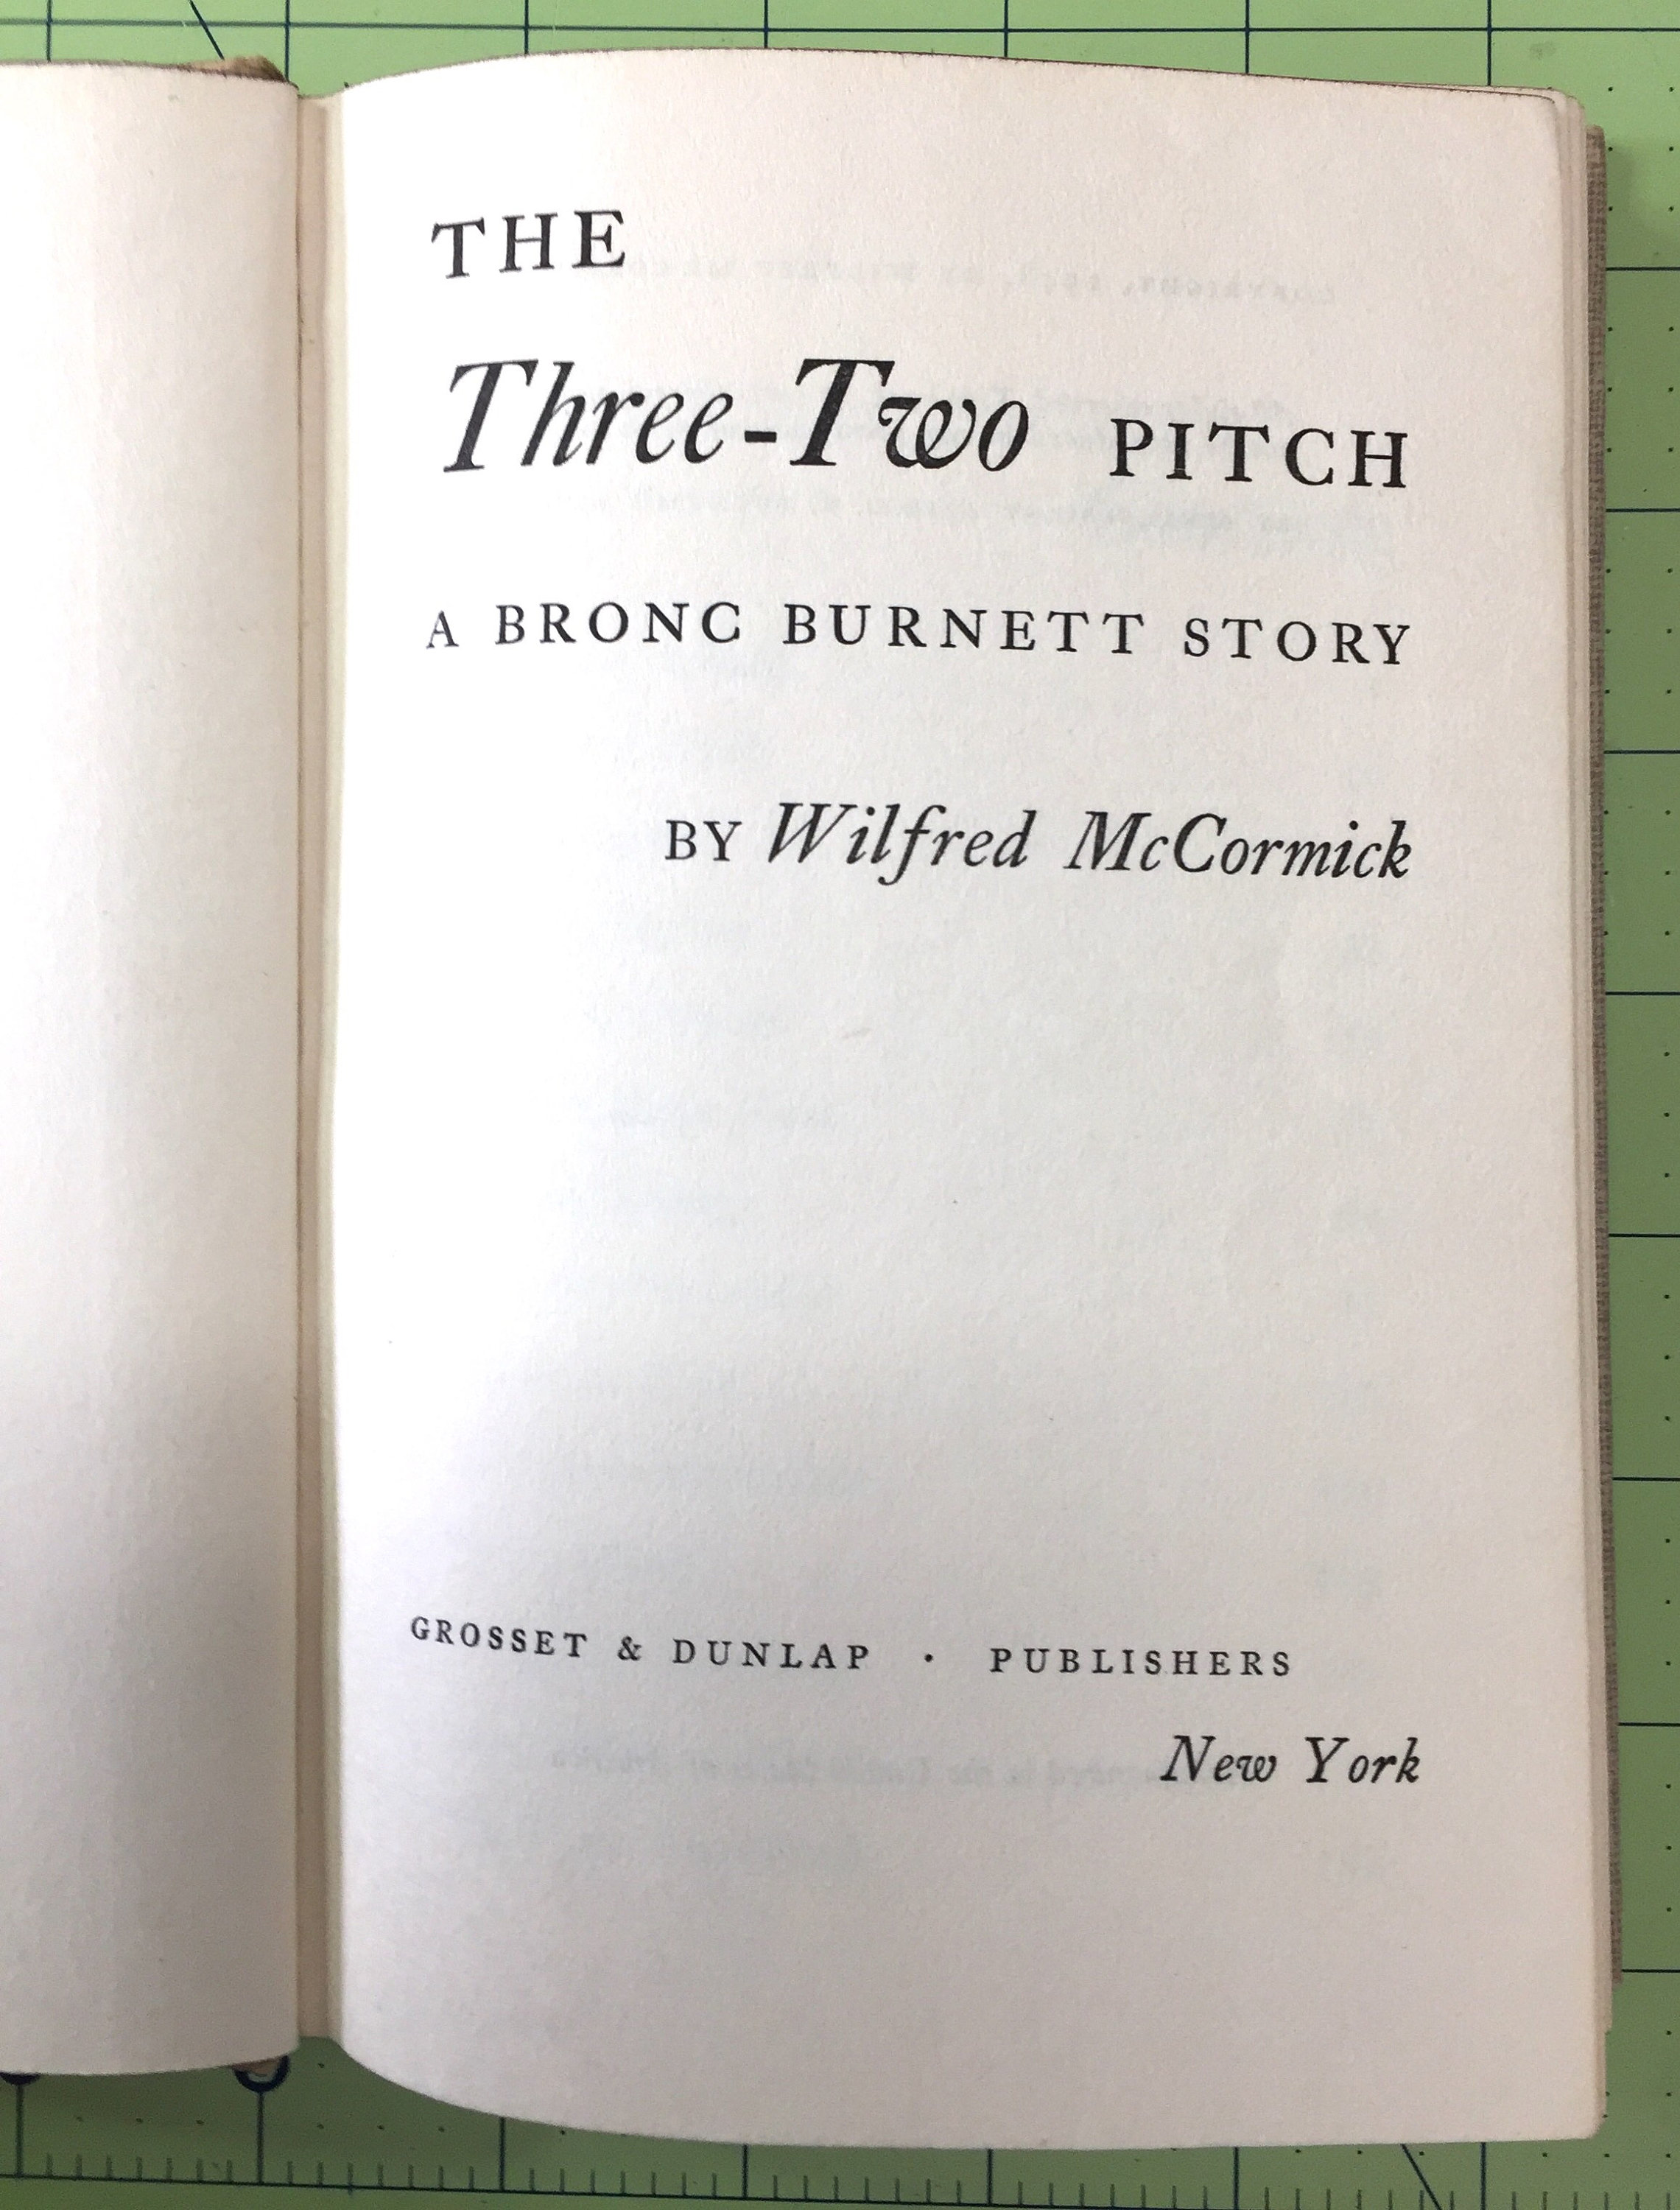 THE
Three-Two PITCH
A BRONC BURNETT STORY
BY Wilfred McCormick
GROSSET & DUNLAP · PUBLISHERS
New York